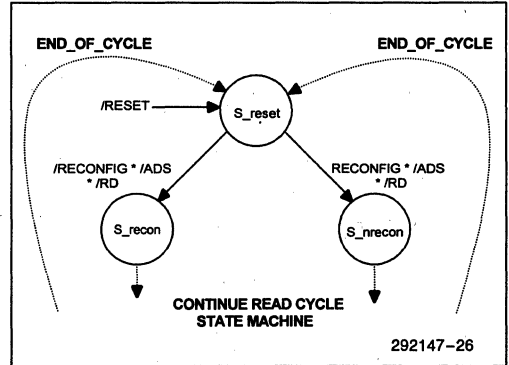 END_OF_CYCLE
END_OF_CYCLE
/RESET
S_reset
/RECONFIG * /ADS
* /RD
RECONFIG * /ADS
* /RD
S_recon
S_nrecon
CONTINUE READ CYCLE
STATE MACHINE
292147-26